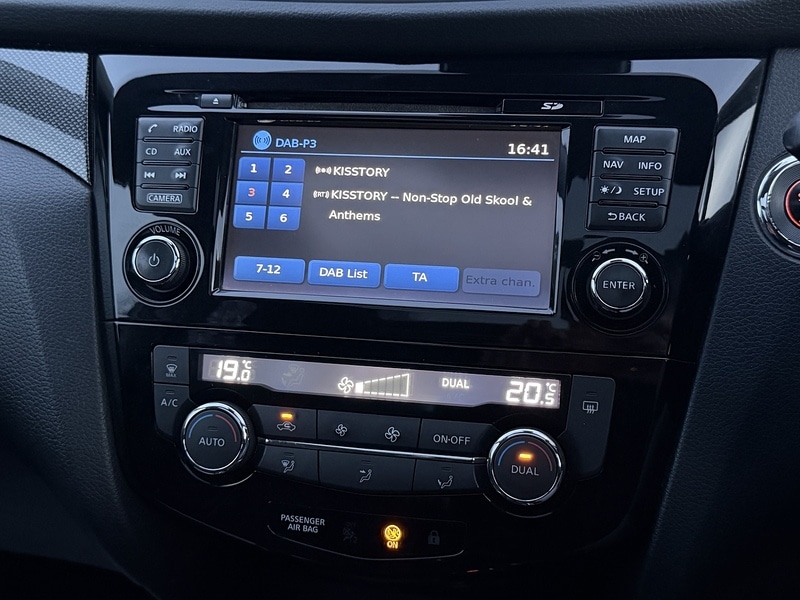 SD
RADIO
CD AUX
CAMERA
VOLUME
DAB-P3
16:41
1 2
3 4
5 6
KISSTORY
(RT) KISSTORY -- Non-Stop Old Skool &
Anthems
7-12 DAB List TA Extra chan.
MAP
NAV INFO
SETUP
BACK
ENTER
MAX
A/C
19.0°C
DUAL
20.5°C
AUTO
ON·OFF
DUAL
PASSENGER
AIR BAG
ON